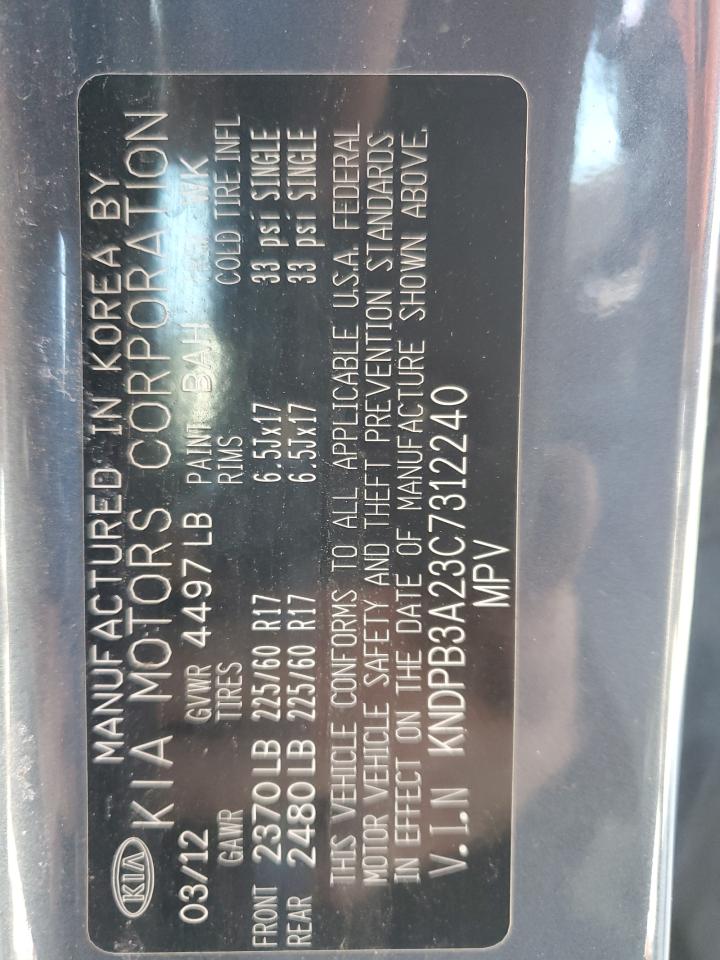 KIA
MANUFACTURED IN KOREA BY
KIA MOTORS CORPORATION
03/12 GVWR 4497 LB PAINT: BAH WK
GAWR TIRES RIMS COLD TIRE INFL
FRONT 2370 LB 225/60 R17 6.5Jx17 33 psi SINGLE
REAR 2480 LB 225/60 R17 6.5Jx17 33 psi SINGLE
THIS VEHICLE CONFORMS TO ALL APPLICABLE U.S.A. FEDERAL
MOTOR VEHICLE SAFETY AND THEFT PREVENTION STANDARDS
IN EFFECT ON THE DATE OF MANUFACTURE SHOWN ABOVE.
V.I.N KNDPB3A23C7312240
MPV